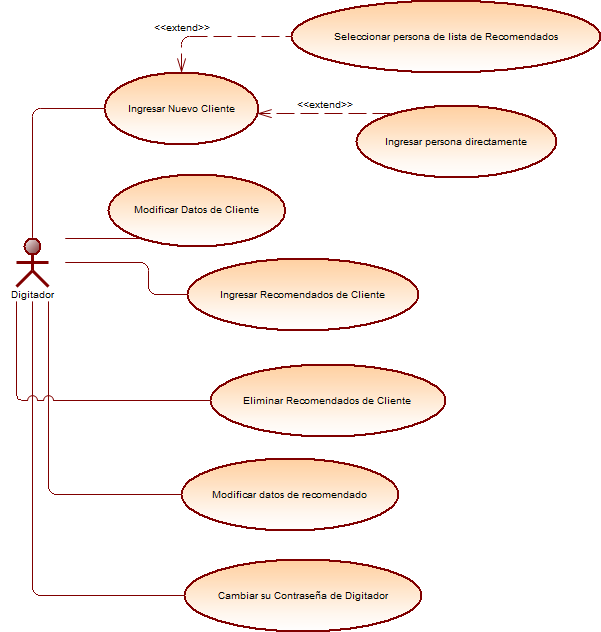 <<extend>>
Seleccionar persona de lista de Recomendados
Ingresar Nuevo Cliente
<<extend>>
Ingresar persona directamente
Modificar Datos de Cliente
Digitador
Ingresar Recomendados de Cliente
Eliminar Recomendados de Cliente
Modificar datos de recomendado
Cambiar su Contraseña de Digitador